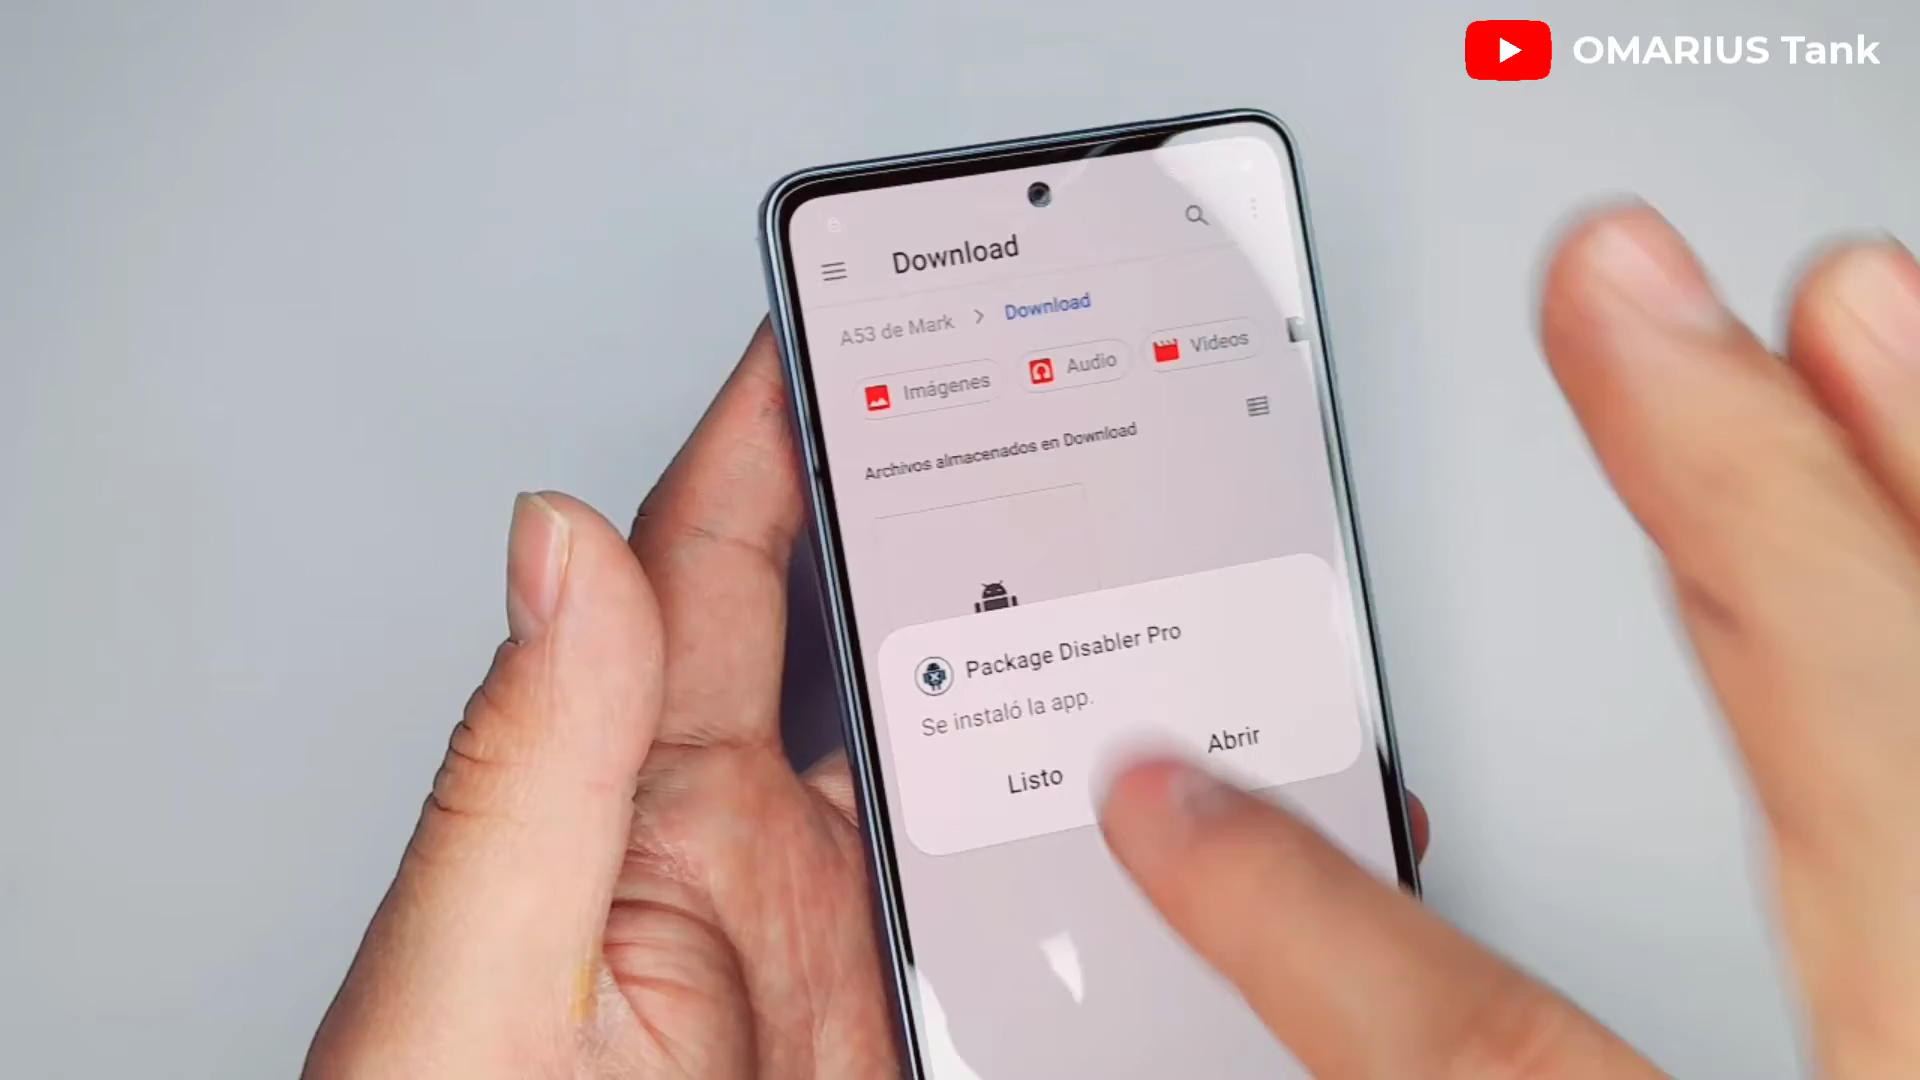 OMARIUS Tank
Download
A53 de Mark > Download
Imágenes
Audio
Videos
Archivos almacenados en Download
Package Disabler Pro
Se instaló la app.
Listo
Abrir